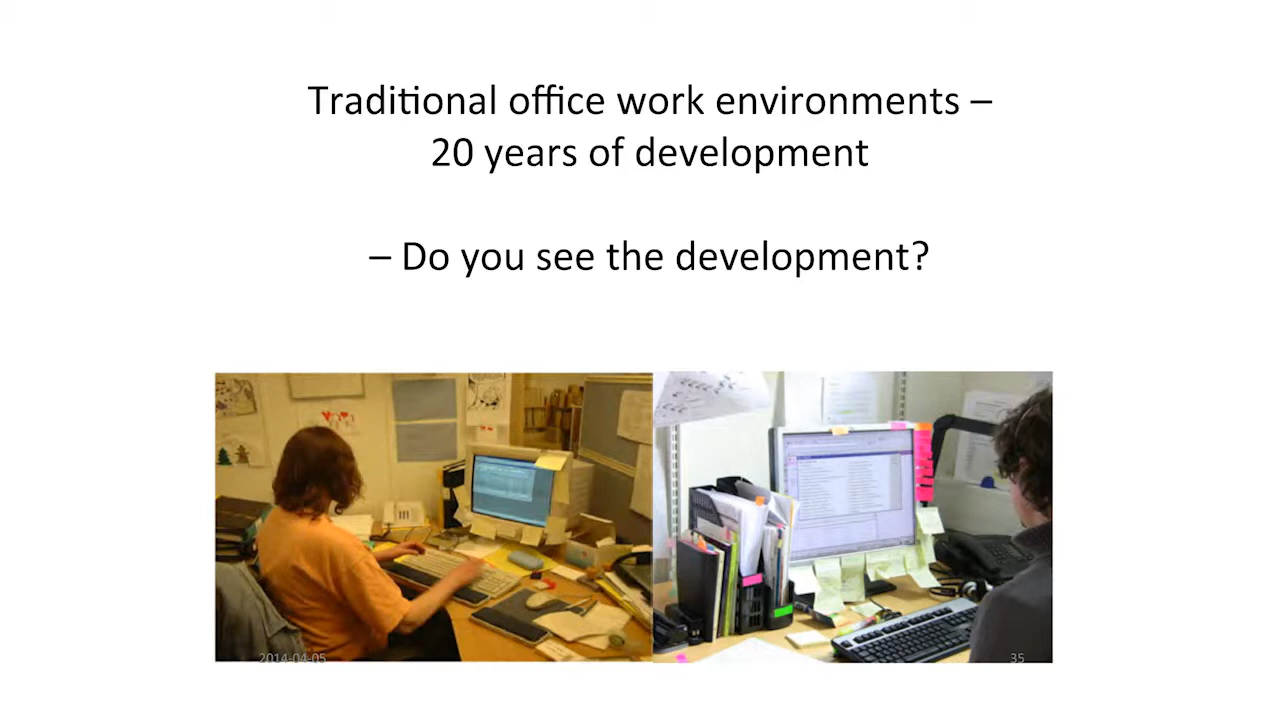 Traditional office work environments –
20 years of development
– Do you see the development?
2014-04-05
35